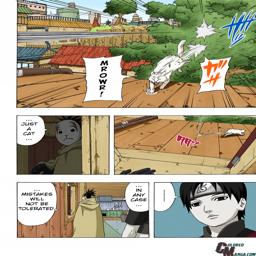 MROWR!
JUST
A
CAT...
IN
ANY
CASE...
...MISTAKES
WILL NOT
BE
TOLERATED.
COLORED
MANGA.COM